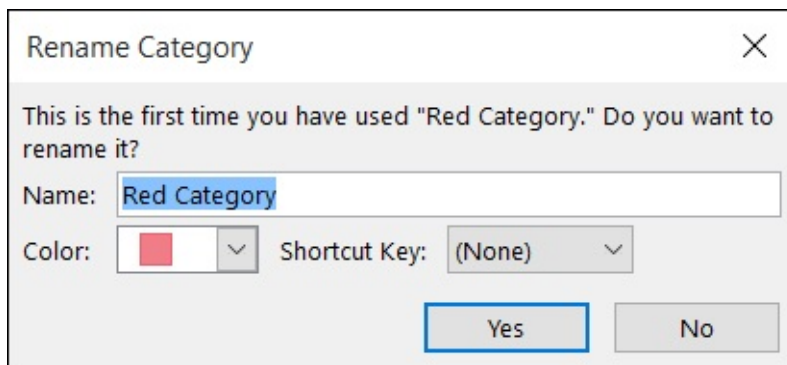 Rename Category
This is the first time you have used "Red Category." Do you want to
rename it?
Name: Red Category
Color: Shortcut Key: (None)
Yes No